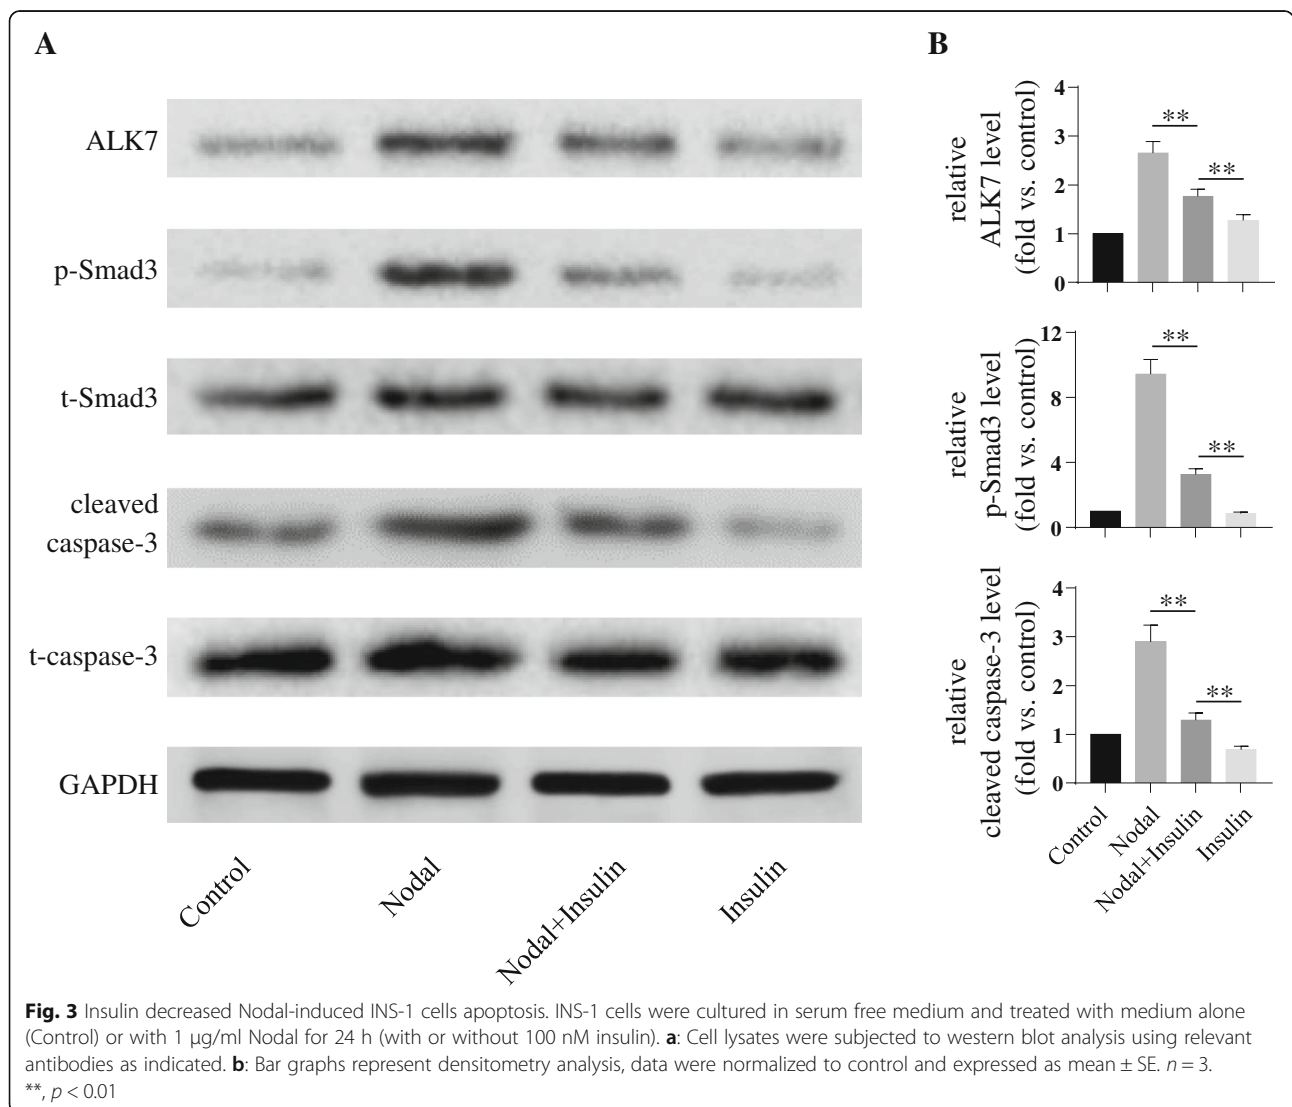 A
ALK7
p-Smad3
t-Smad3
cleaved
caspase-3
t-caspase-3
GAPDH
Control
Nodal
Nodal+Insulin
Insulin
B
relative
ALK7 level
(fold vs. control)
4
3
2
1
0
**
**
relative
p-Smad3 level
(fold vs. control)
12
8
4
0
**
**
relative
cleaved caspase-3 level
(fold vs. control)
4
3
2
1
0
**
**
Control
Nodal
Nodal+Insulin
Insulin
Fig. 3 Insulin decreased Nodal-induced INS-1 cells apoptosis. INS-1 cells were cultured in serum free medium and treated with medium alone
(Control) or with 1 μg/ml Nodal for 24 h (with or without 100 nM insulin). a: Cell lysates were subjected to western blot analysis using relevant
antibodies as indicated. b: Bar graphs represent densitometry analysis, data were normalized to control and expressed as mean ± SE. n = 3.
**, p < 0.01